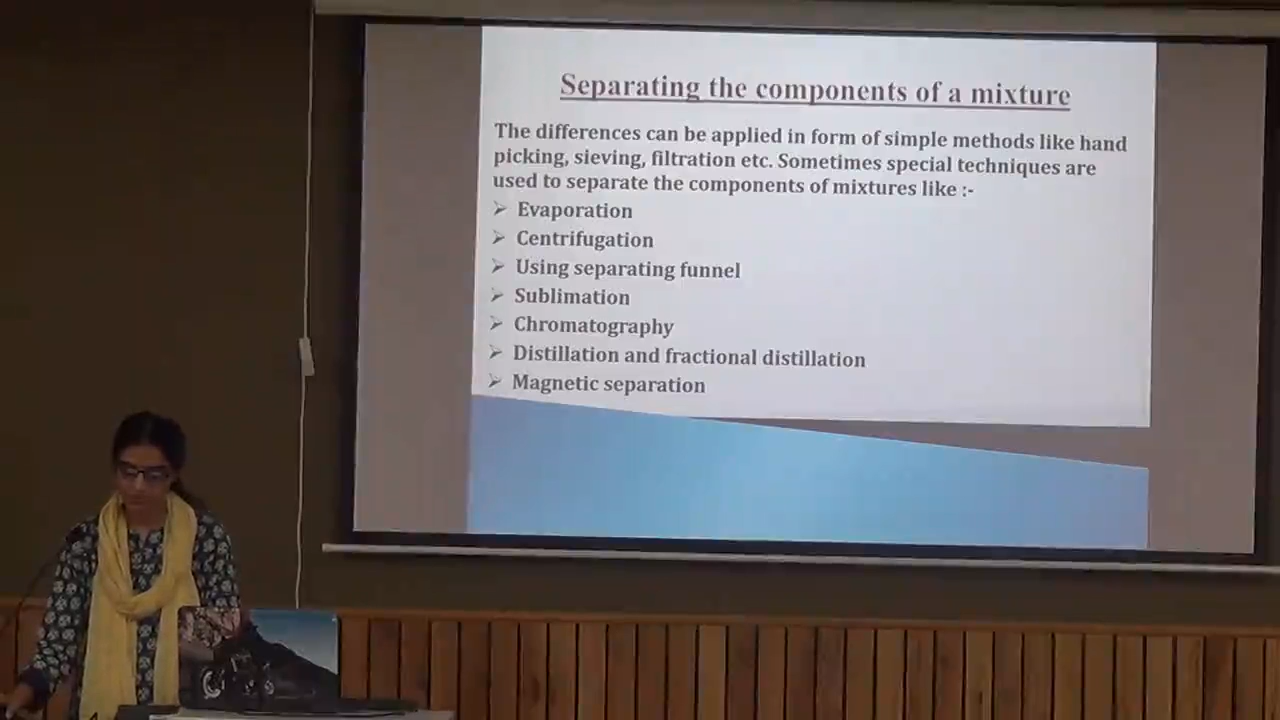 Separating the components of a mixture
The differences can be applied in form of simple methods like hand
picking, sieving, filtration etc. Sometimes special techniques are
used to separate the components of mixtures like :-
➢ Evaporation
➢ Centrifugation
➢ Using separating funnel
➢ Sublimation
➢ Chromatography
➢ Distillation and fractional distillation
➢ Magnetic separation